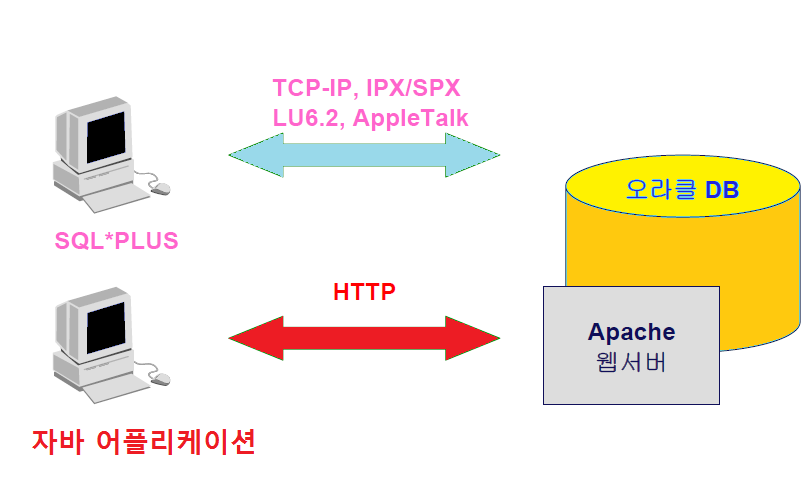 TCP-IP, IPX/SPX
LU6.2, AppleTalk
오라클 DB
SQL*PLUS
HTTP
Apache
웹서버
자바 어플리케이션